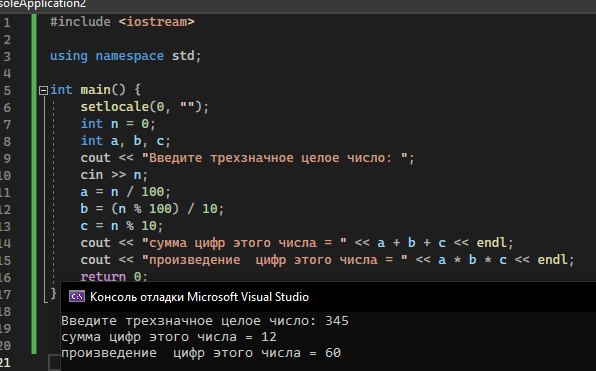 soleApplication2
1 #include <iostream>
2
3 using namespace std;
4
5 int main() {
6 setlocale(0, "");
7 int n = 0;
8 int a, b, c;
9 cout << "Введите трехзначное целое число: ";
10 cin >> n;
11 a = n / 100;
12 b = (n % 100) / 10;
13 c = n % 10;
14 cout << "сумма цифр этого числа = " << a + b + c << endl;
15 cout << "произведение  цифр этого числа = " << a * b * c << endl;
16 return 0;
17 }
18
19
20
21
Консоль отладки Microsoft Visual Studio
Введите трехзначное целое число: 345
сумма цифр этого числа = 12
произведение  цифр этого числа = 60